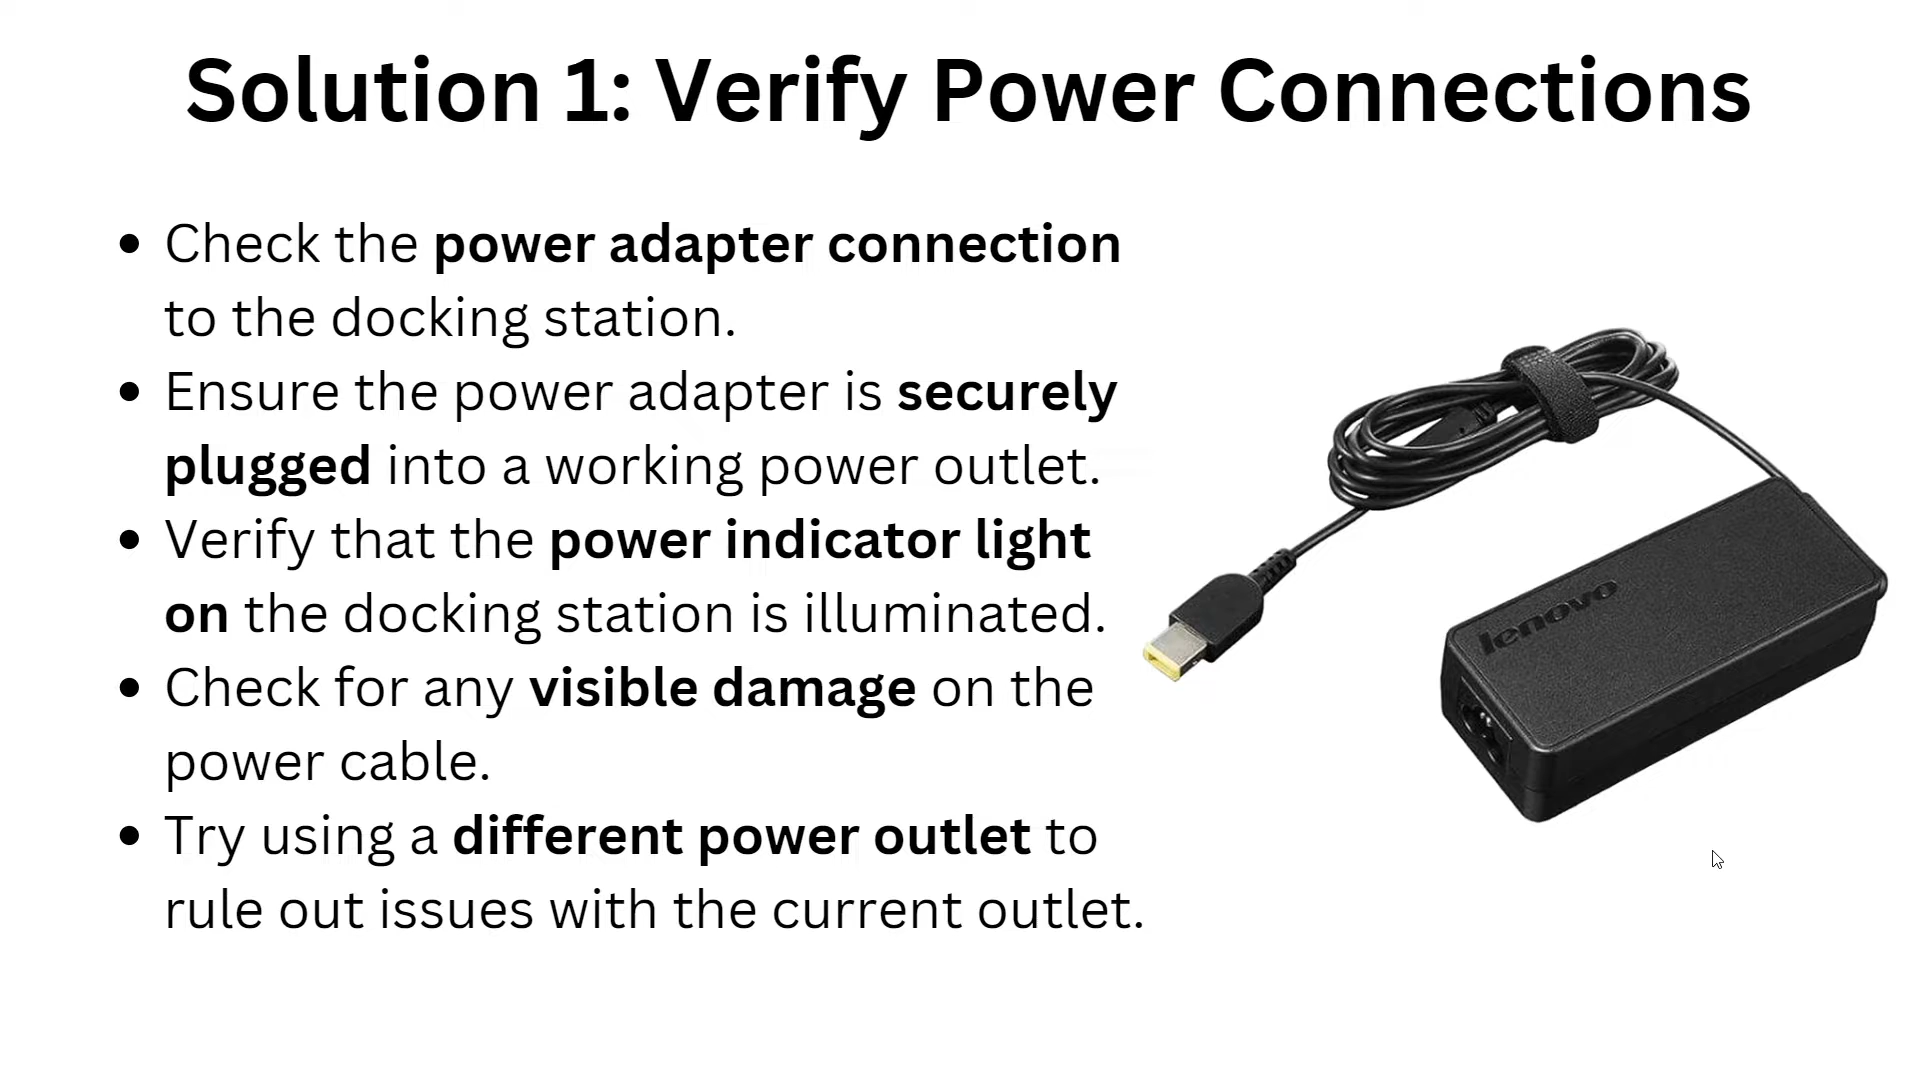 Solution 1: Verify Power Connections
• Check the power adapter connection
to the docking station.
• Ensure the power adapter is securely
plugged into a working power outlet.
• Verify that the power indicator light
on the docking station is illuminated.
• Check for any visible damage on the
power cable.
• Try using a different power outlet to
rule out issues with the current outlet.
lenovo